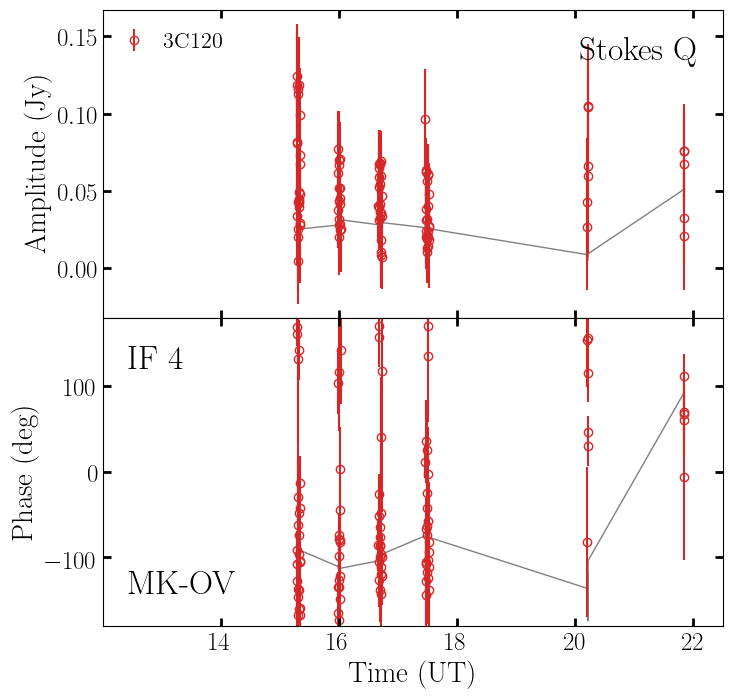 0.15
3C120
Stokes Q
0.10
0.05
0.00
Amplitude (Jy)
IF 4
100
0
−100
Phase (deg)
MK-OV
14 16 18 20 22
Time (UT)